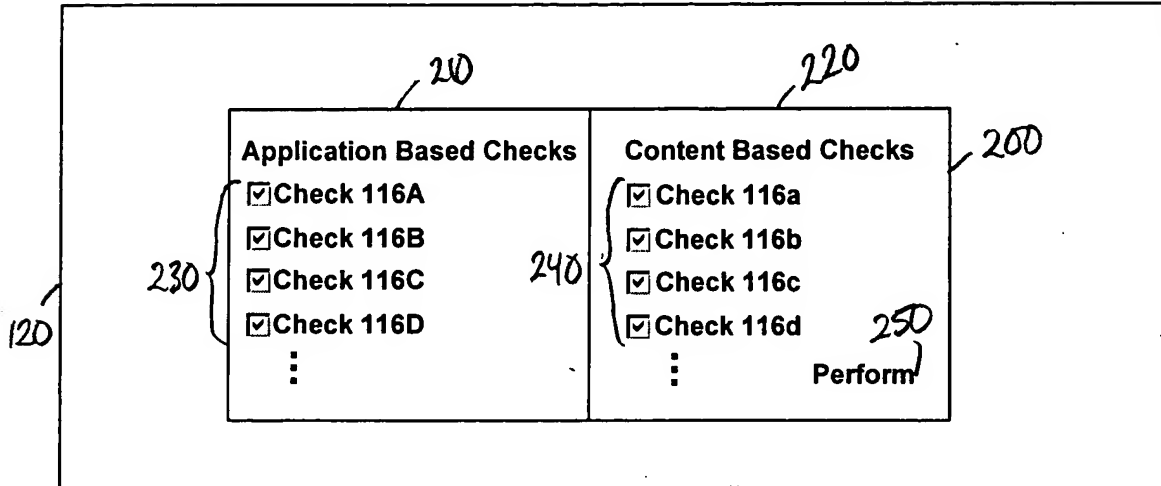 210 220
Application Based Checks Content Based Checks 200
Check 116A Check 116a
Check 116B Check 116b
230 Check 116C 240 Check 116c
120 Check 116D Check 116d 250
Perform